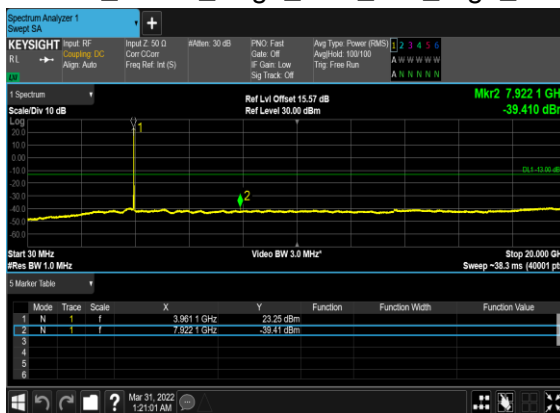 Spectrum Analyzer 1
Swept SA
+
KEYSIGHT Input: RF Input Z: 50 Ω #Atten: 30 dB PNO: Fast Avg Type: Power (RMS) 1 2 3 4 5 6
RL Coupling: DC Corr CCorr Gate: Off Avg|Hold: 100/100 A W W W W W
Align: Auto Freq Ref: Int (S) IF Gain: Low Trig: Free Run A N N N N N
Sig Track: Off
LU
1 Spectrum Ref Lvl Offset 15.57 dB Mkr2 7.922 1 GH
Scale/Div 10 dB Ref Level 30.00 dBm -39.410 dB
Log
20.0
10.0
0.00
-10.0
DL1 -13.00 dB
-20.0
-30.0
-40.0
-50.0
-60.0
1
2
Start 30 MHz Video BW 3.0 MHz* Stop 20.000 GH
#Res BW 1.0 MHz Sweep ~38.3 ms (40001 pt
5 Marker Table
Mode Trace Scale X Y Function Function Width Function Value
1 N 1 f 3.961 1 GHz 23.25 dBm
2 N 1 f 7.922 1 GHz -39.41 dBm
3
4
5
6
? Mar 31, 2022
1:21:01 AM